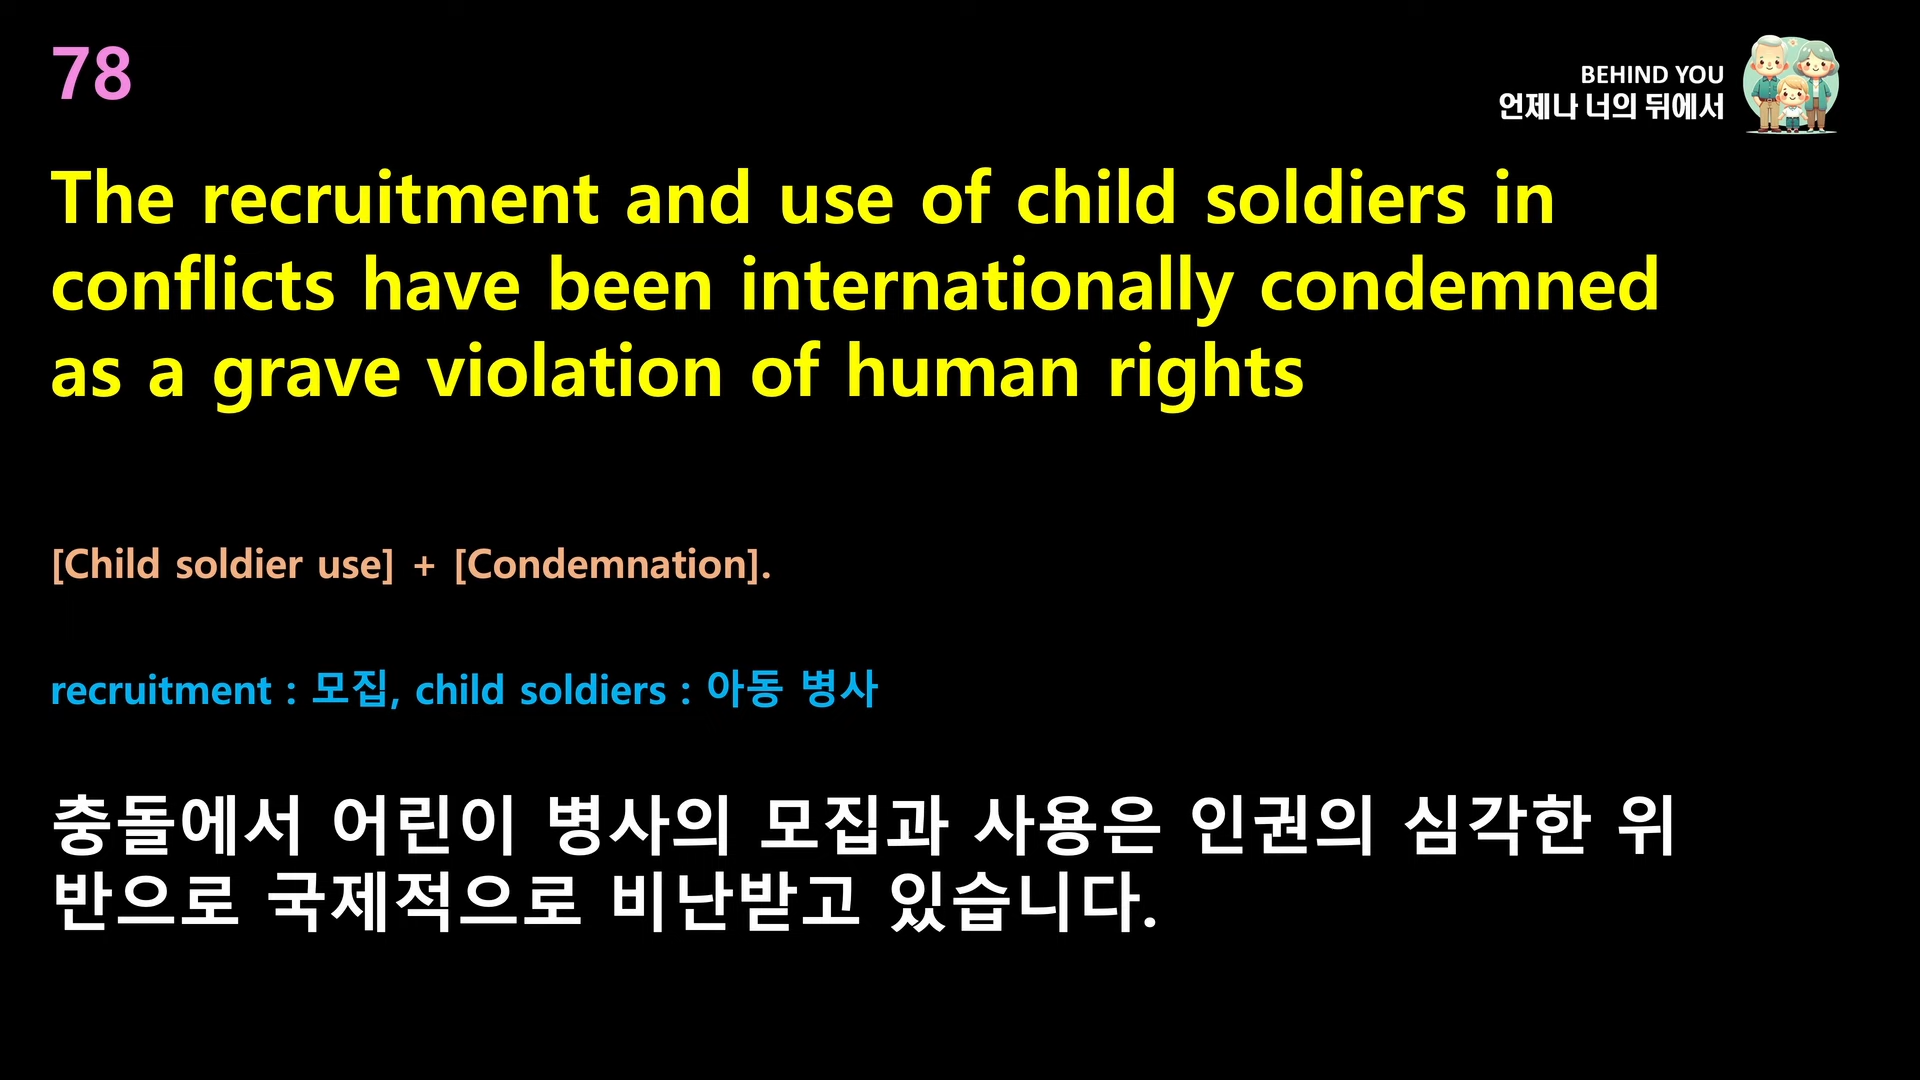 78
BEHIND YOU
언제나 너의 뒤에서
The recruitment and use of child soldiers in
conflicts have been internationally condemned
as a grave violation of human rights
[Child soldier use] + [Condemnation].
recruitment : 모집, child soldiers : 아동 병사
충돌에서 어린이 병사의 모집과 사용은 인권의 심각한 위
반으로 국제적으로 비난받고 있습니다.